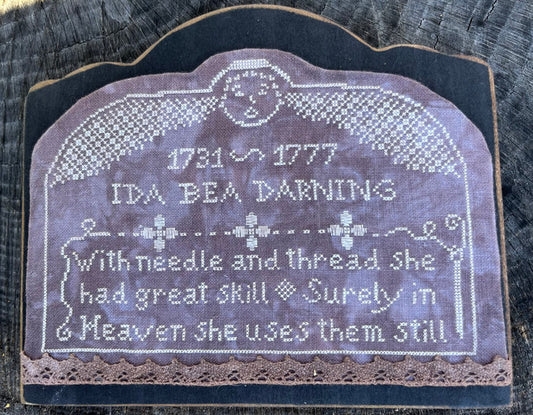 1731 ~ 1777
IDA BEA DARNING
With needle and thread she
had great skill ❖ Surely in
Heaven she uses them still